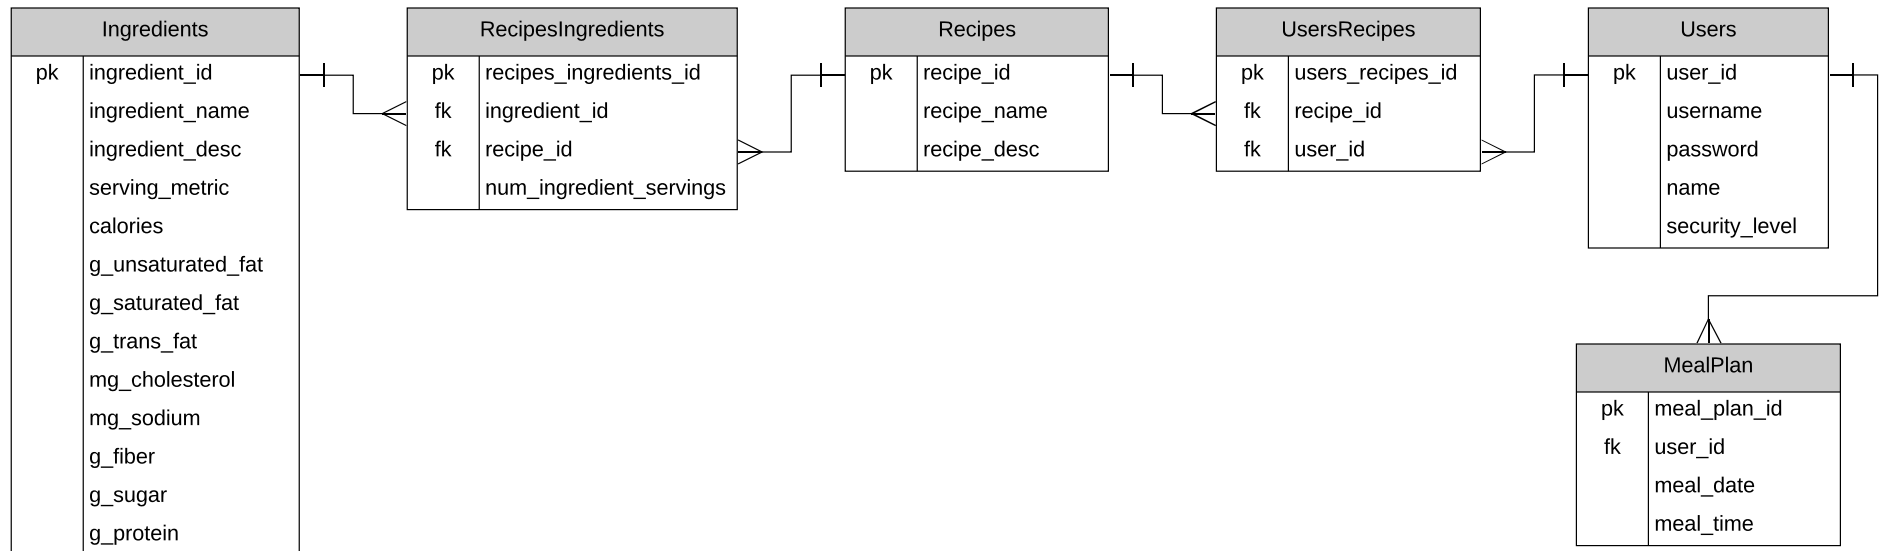 Ingredients
pk ingredient_id
ingredient_name
ingredient_desc
serving_metric
calories
g_unsaturated_fat
g_saturated_fat
g_trans_fat
mg_cholesterol
mg_sodium
g_fiber
g_sugar
g_protein
RecipesIngredients
pk recipes_ingredients_id
fk ingredient_id
fk recipe_id
num_ingredient_servings
Recipes
pk recipe_id
recipe_name
recipe_desc
UsersRecipes
pk users_recipes_id
fk recipe_id
fk user_id
Users
pk user_id
username
password
name
security_level
MealPlan
pk meal_plan_id
fk user_id
meal_date
meal_time